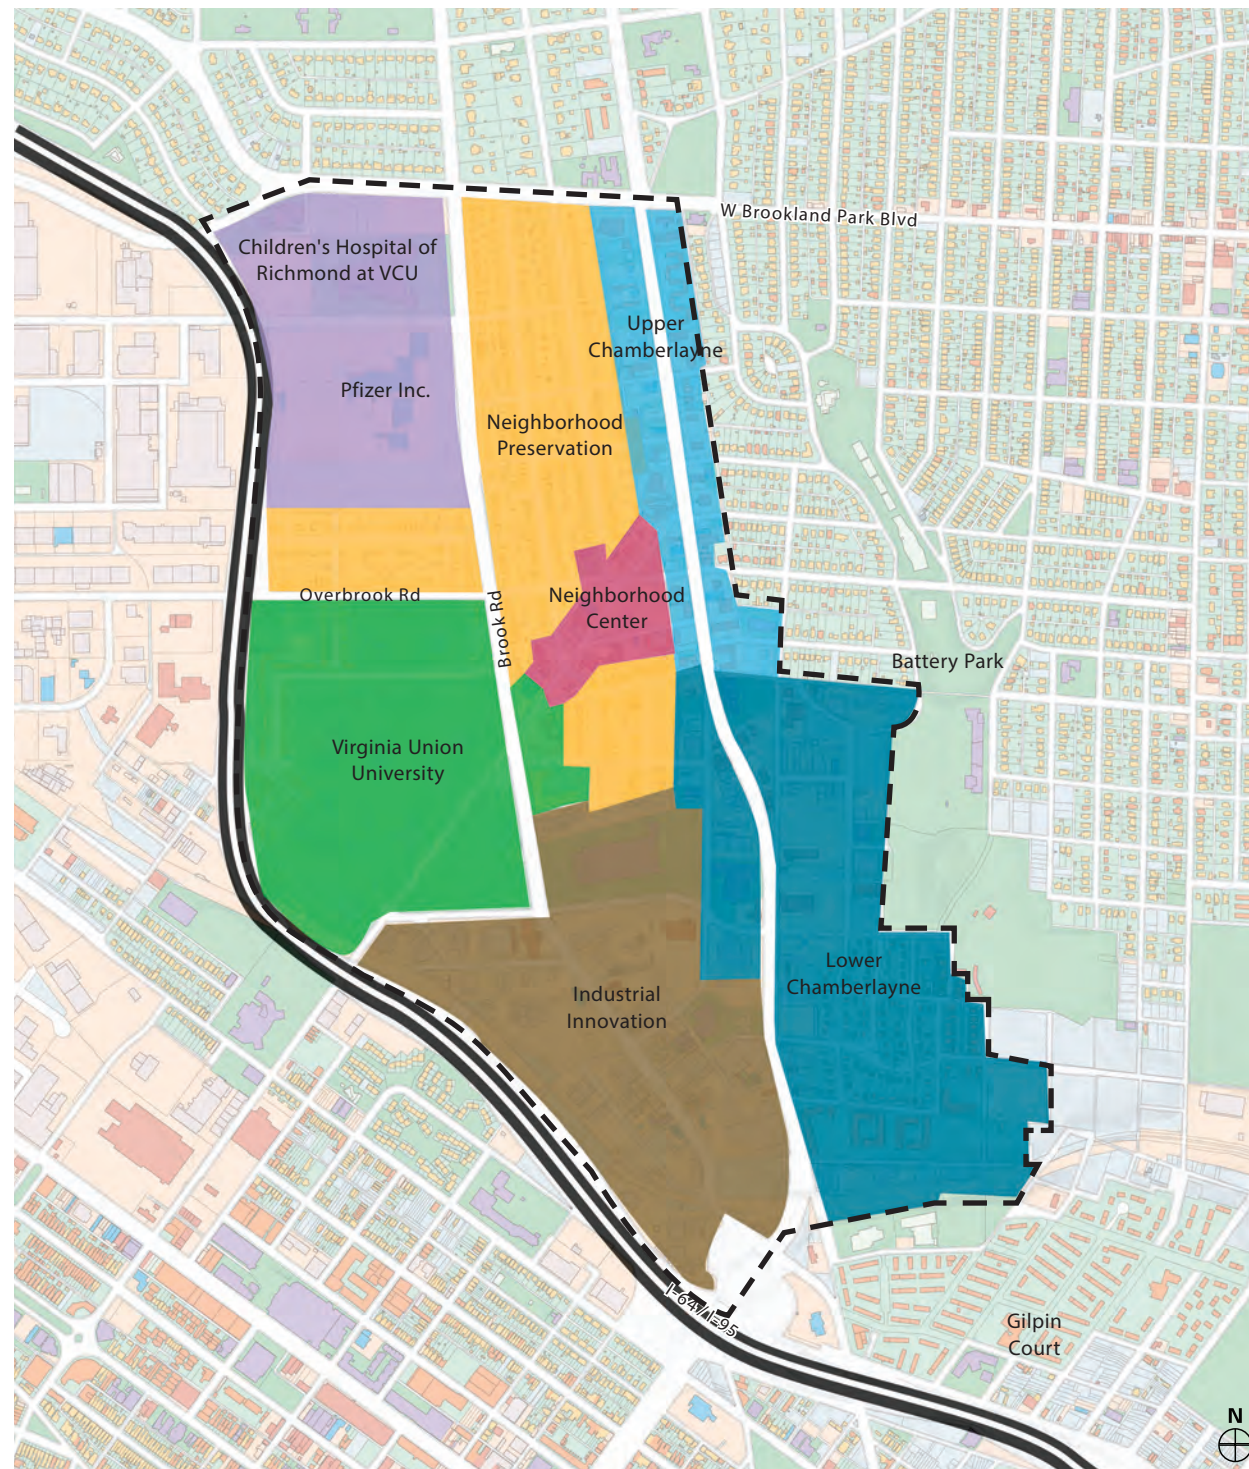 W Brookland Park Blvd
Children's Hospital of
Richmond at VCU
Upper
Chamberlayne
Pfizer Inc.
Neighborhood
Preservation
Overbrook Rd
Brook Rd
Neighborhood
Center
Battery Park
Virginia Union
University
Lower
Chamberlayne
Industrial
Innovation
I-64 / I-95
Gilpin
Court
N